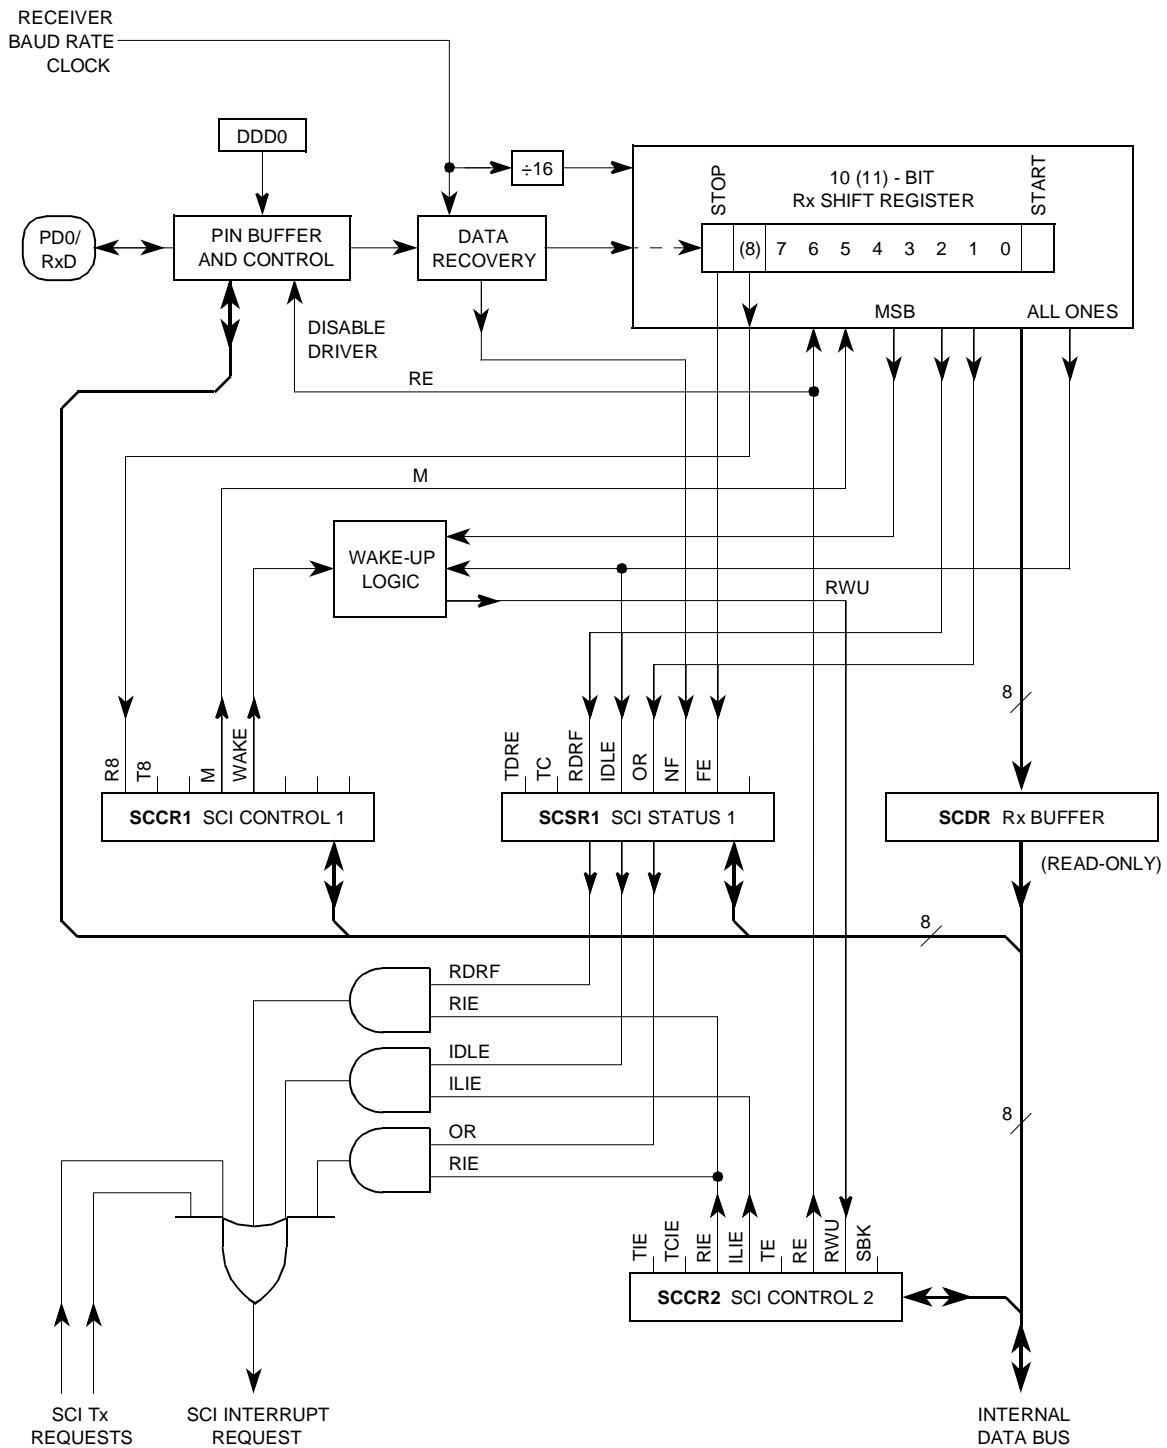 RECEIVER
BAUD RATE
CLOCK
DDD0
÷16
STOP
10 (11) - BIT
Rx SHIFT REGISTER
START
PD0/
RxD
PIN BUFFER
AND CONTROL
DATA
RECOVERY
(8) 7 6 5 4 3 2 1 0
DISABLE
DRIVER
MSB
ALL ONES
RE
M
WAKE-UP
LOGIC
RWU
8
R8
T8
M
WAKE
TDRE
TC
RDRF
IDLE
OR
NF
FE
SCCR1 SCI CONTROL 1
SCSR1 SCI STATUS 1
SCDR Rx BUFFER
(READ-ONLY)
8
RDRF
RIE
IDLE
ILIE
OR
RIE
8
TIE
TCIE
RIE
ILIE
TE
RE
RWU
SBK
SCCR2 SCI CONTROL 2
SCI Tx
REQUESTS
SCI INTERRUPT
REQUEST
INTERNAL
DATA BUS